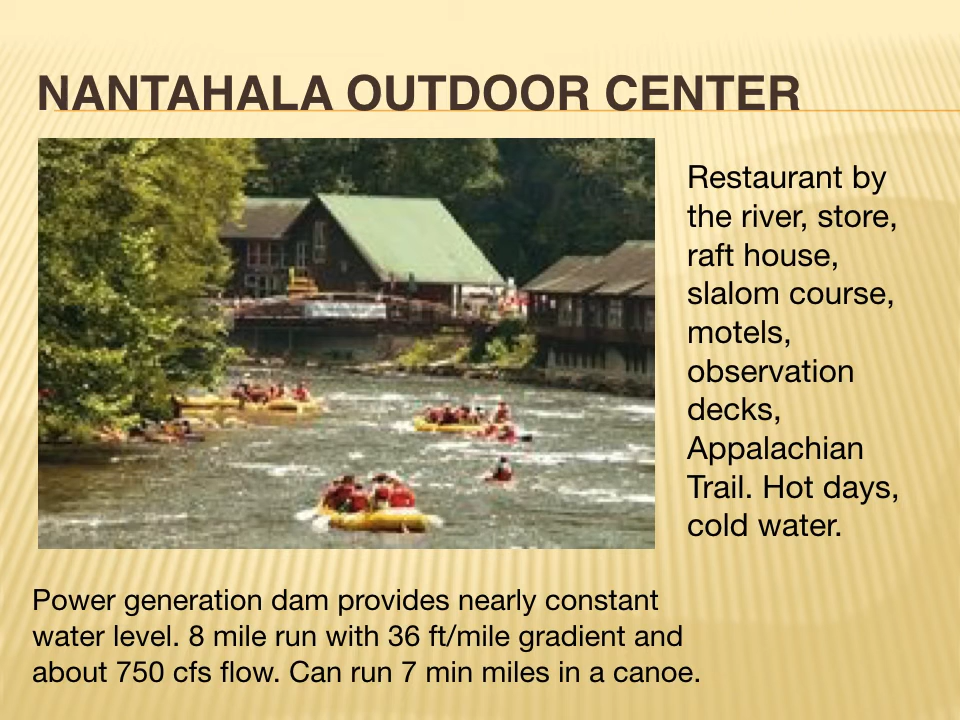 NANTAHALA OUTDOOR CENTER
Restaurant by
the river, store,
raft house,
slalom course,
motels,
observation
decks,
Appalachian
Trail. Hot days,
cold water.
Power generation dam provides nearly constant
water level. 8 mile run with 36 ft/mile gradient and
about 750 cfs flow. Can run 7 min miles in a canoe.